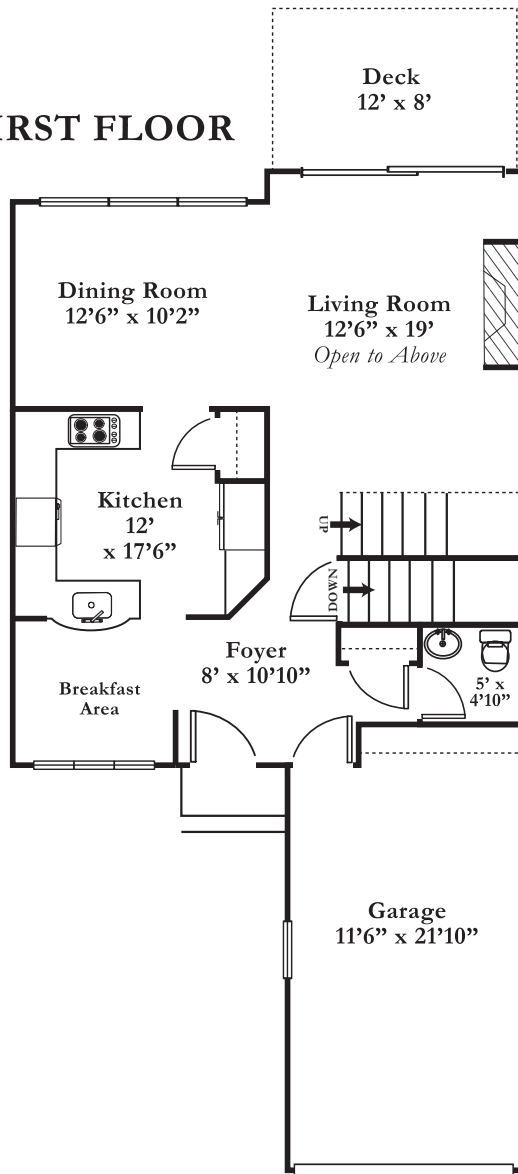 Deck
12’ x 8’
IRST FLOOR
Dining Room
12’6” x 10’2”
Living Room
12’6” x 19’
Open to Above
Kitchen
12’
x 17’6”
UP
DOWN
Foyer
8’ x 10’10”
Breakfast
Area
5’ x
4’10”
Garage
11’6” x 21’10”